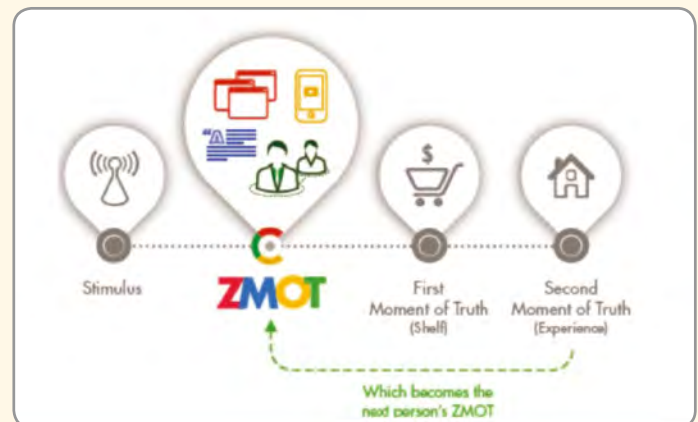 $
Stimulus
ZMOT
First
Moment of Truth
(Shelf)
Second
Moment of Truth
(Experience)
Which becomes the
next person's ZMOT